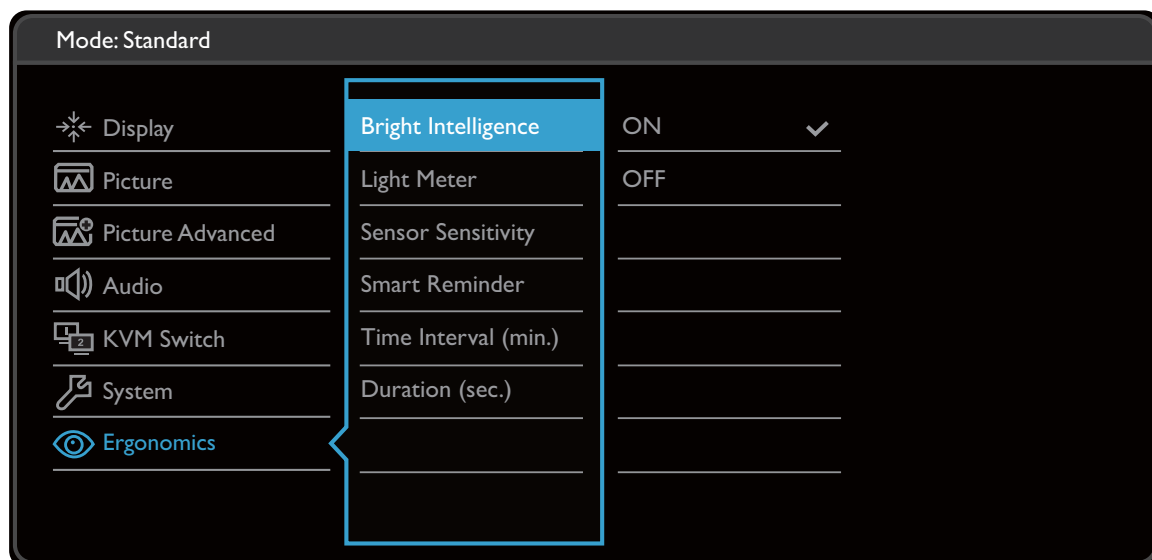 Mode: Standard
Display
Picture
Picture Advanced
Audio
KVM Switch
2
System
Ergonomics
Bright Intelligence
Light Meter
Sensor Sensitivity
Smart Reminder
Time Interval (min.)
Duration (sec.)
ON
OFF